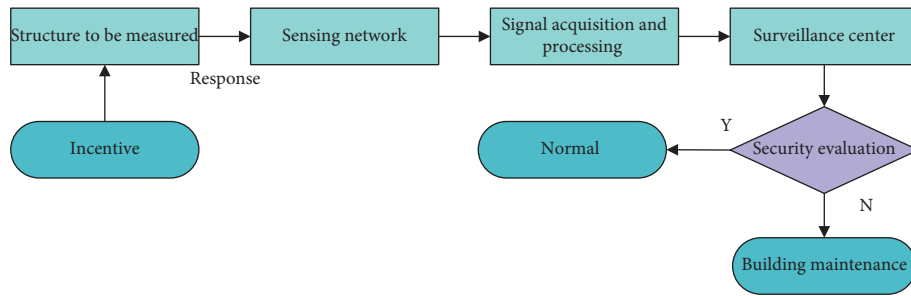 Structure to be measured
Response
Sensing network
Signal acquisition and
processing
Surveillance center
Incentive
Normal
Y
Security evaluation
N
Building maintenance